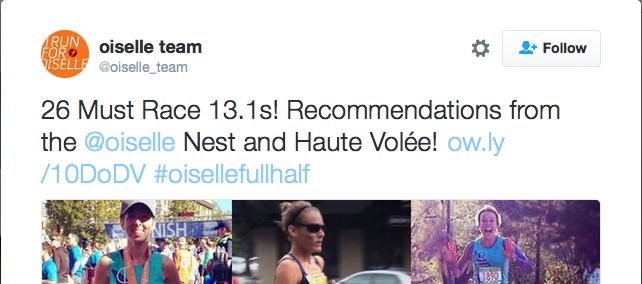 I RUN
FOR
OISELLE
oiselle team
@oiselle_team
Follow
26 Must Race 13.1s! Recommendations from
the @oiselle Nest and Haute Volée! ow.ly
/10DoDV #oisellefullhalf
FINISH
1810